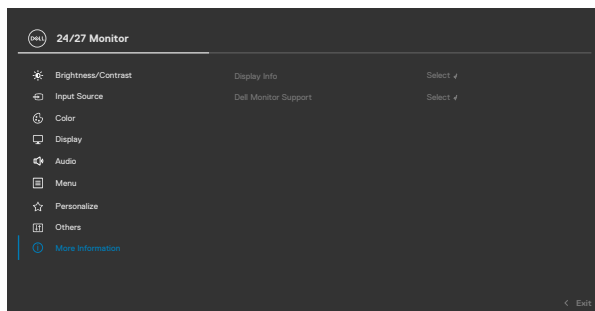 DELL 24/27 Monitor
Brightness/Contrast Display Info Select
Input Source Dell Monitor Support Select
Color
Display
Audio
Menu
Personalize
Others
More Information
Exit